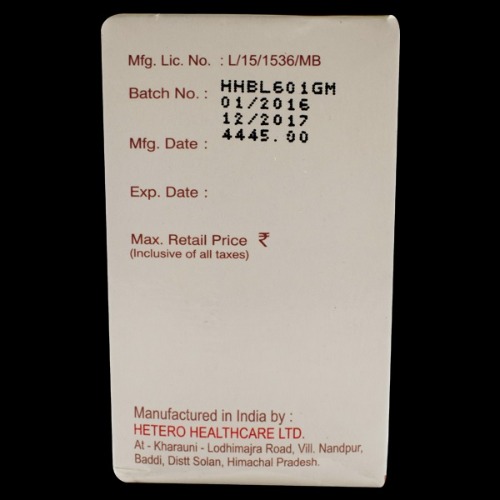 Mfg. Lic. No. : L/15/1536/MB
Batch No. : HHBL601GM
01/2016
12/2017
Mfg. Date : 4445.00
Exp. Date :
Max. Retail Price ₹
(Inclusive of all taxes)
Manufactured in India by :
HETERO HEALTHCARE LTD.
At - Kharauni - Lodhimajra Road, Vill. Nandpur,
Baddi, Distt Solan, Himachal Pradesh.